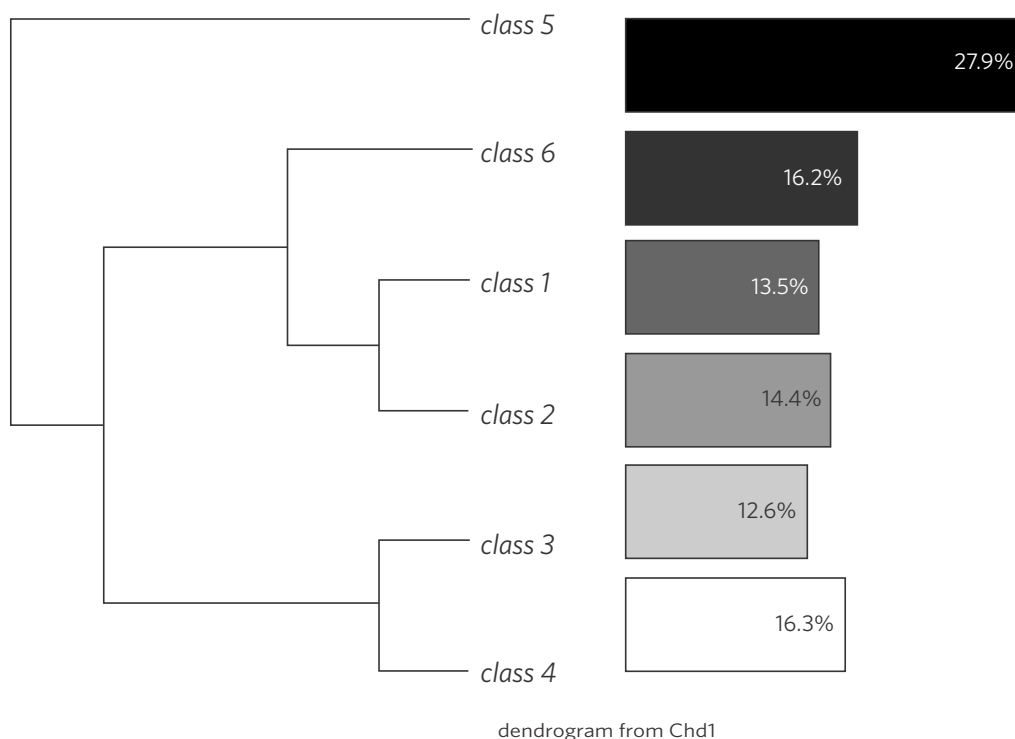 class 5
27.9%
class 6
16.2%
class 1
13.5%
class 2
14.4%
class 3
12.6%
class 4
16.3%
dendrogram from Chd1